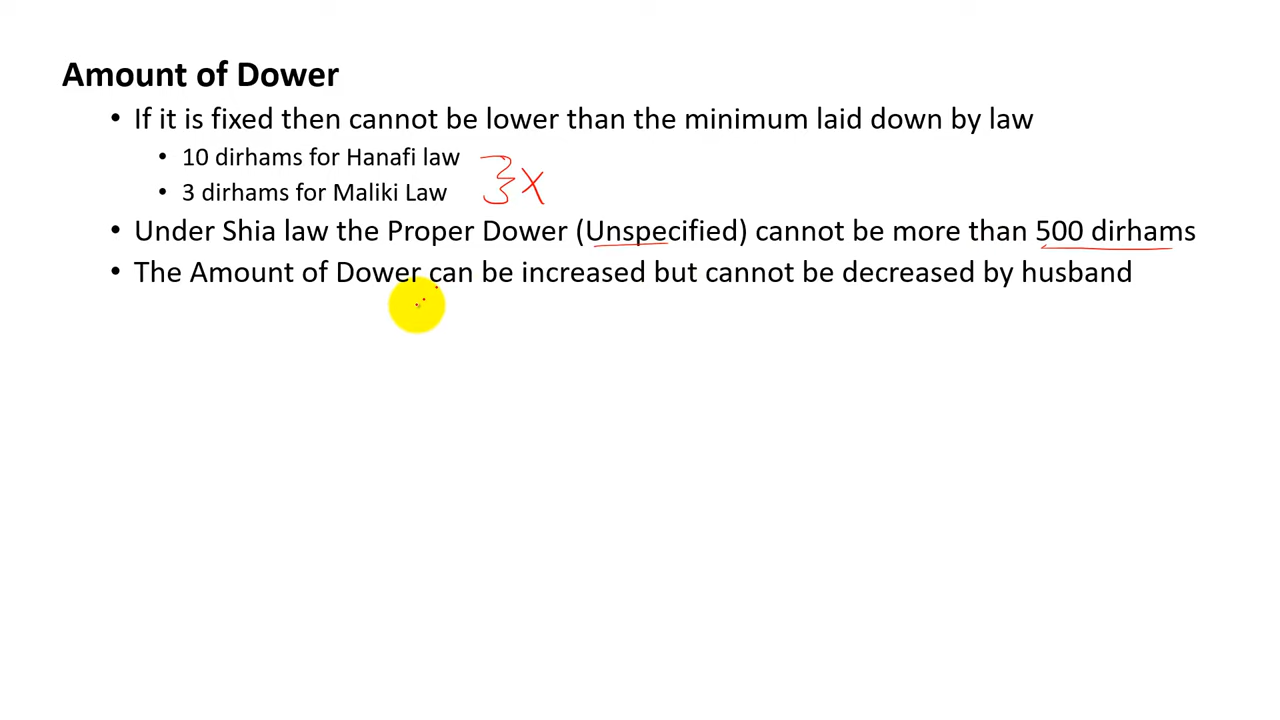 Amount of Dower
• If it is fixed then cannot be lower than the minimum laid down by law
• 10 dirhams for Hanafi law
• 3 dirhams for Maliki Law
• Under Shia law the Proper Dower (Unspecified) cannot be more than 500 dirhams
• The Amount of Dower can be increased but cannot be decreased by husband